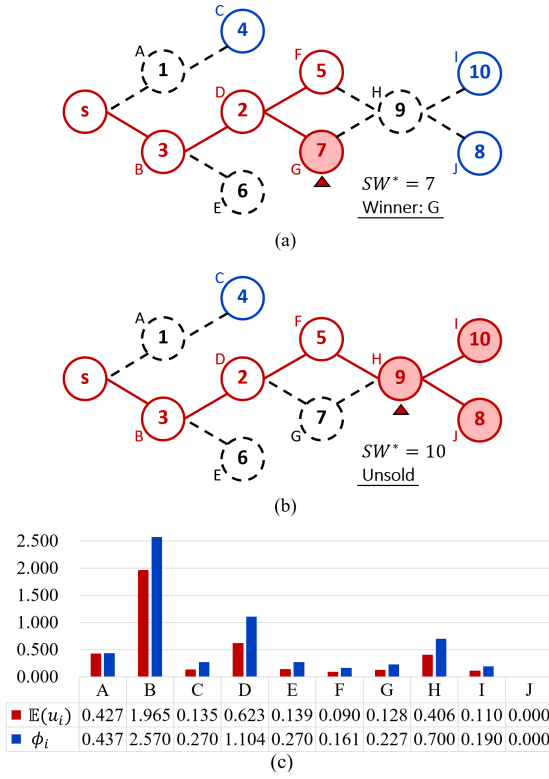 C
4
A
1
F
5
I
10
D
2
H
9
s
3
B
7
G
8
J
6
E
SW* = 7
Winner: G
(a)
C
4
A
1
F
5
I
10
D
2
H
9
s
3
B
7
G
8
J
6
E
SW* = 10
Unsold
(b)
2.500
2.000
1.500
1.000
0.500
0.000
A B C D E F G H I J
𝔼(uᵢ) 0.427 1.965 0.135 0.623 0.139 0.090 0.128 0.406 0.110 0.000
ϕᵢ 0.437 2.570 0.270 1.104 0.270 0.161 0.227 0.700 0.190 0.000
(c)